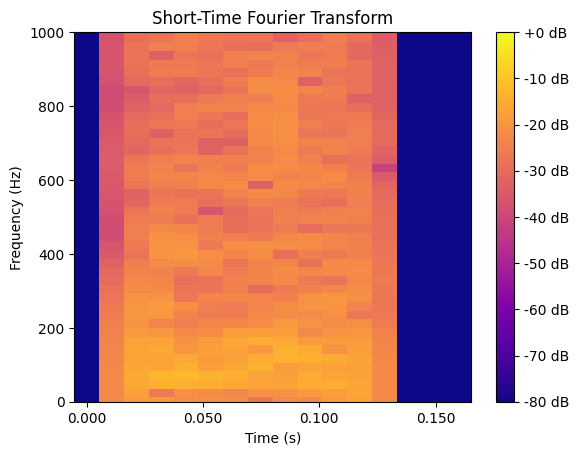 Short-Time Fourier Transform
Frequency (Hz)
1000
800
600
400
200
0
0.000
0.050
0.100
0.150
Time (s)
+0 dB
-10 dB
-20 dB
-30 dB
-40 dB
-50 dB
-60 dB
-70 dB
-80 dB